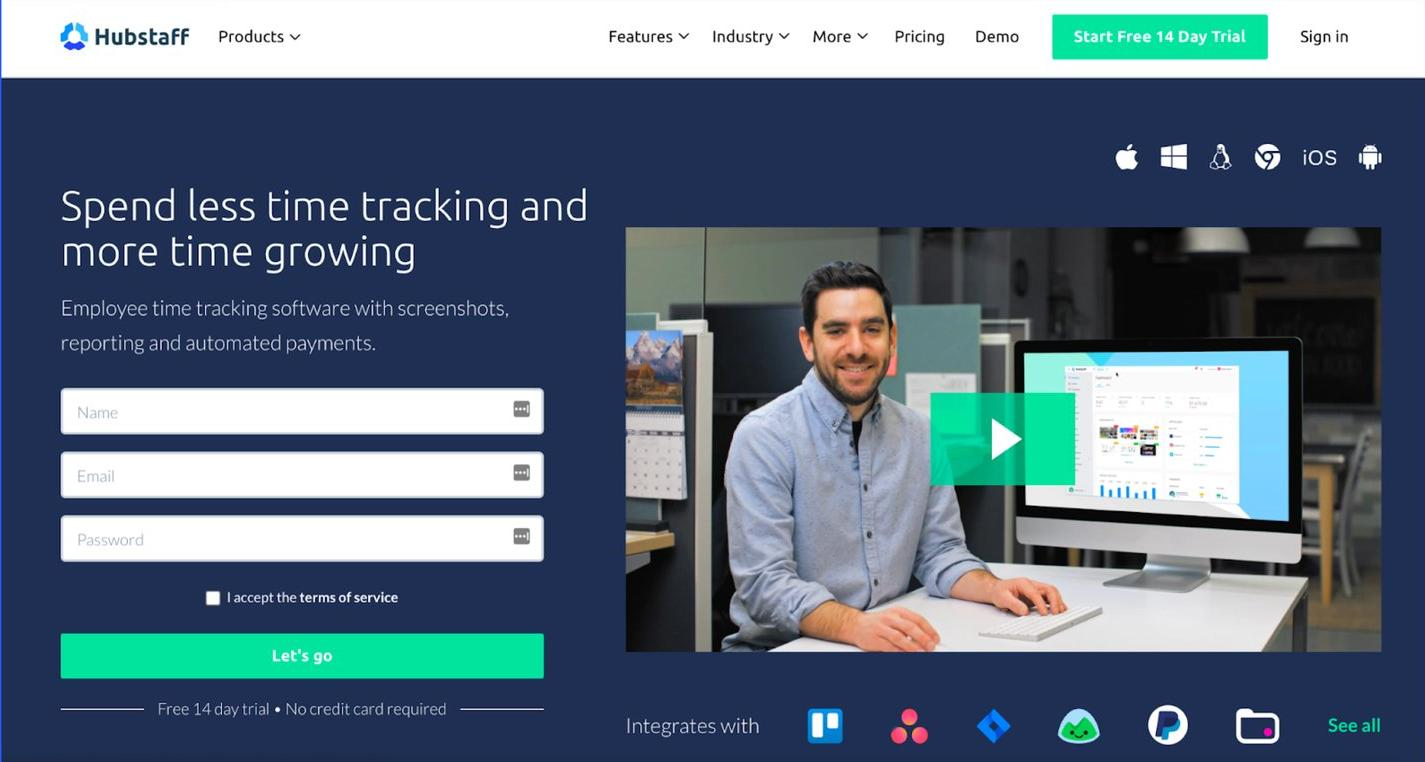 Hubstaff
Products
Features
Industry
More
Pricing
Demo
Start Free 14 Day Trial
Sign in
iOS
Spend less time tracking and
more time growing
Employee time tracking software with screenshots,
reporting and automated payments.
Name
Email
Password
I accept the terms of service
Let's go
Free 14 day trial • No credit card required
Integrates with
See all